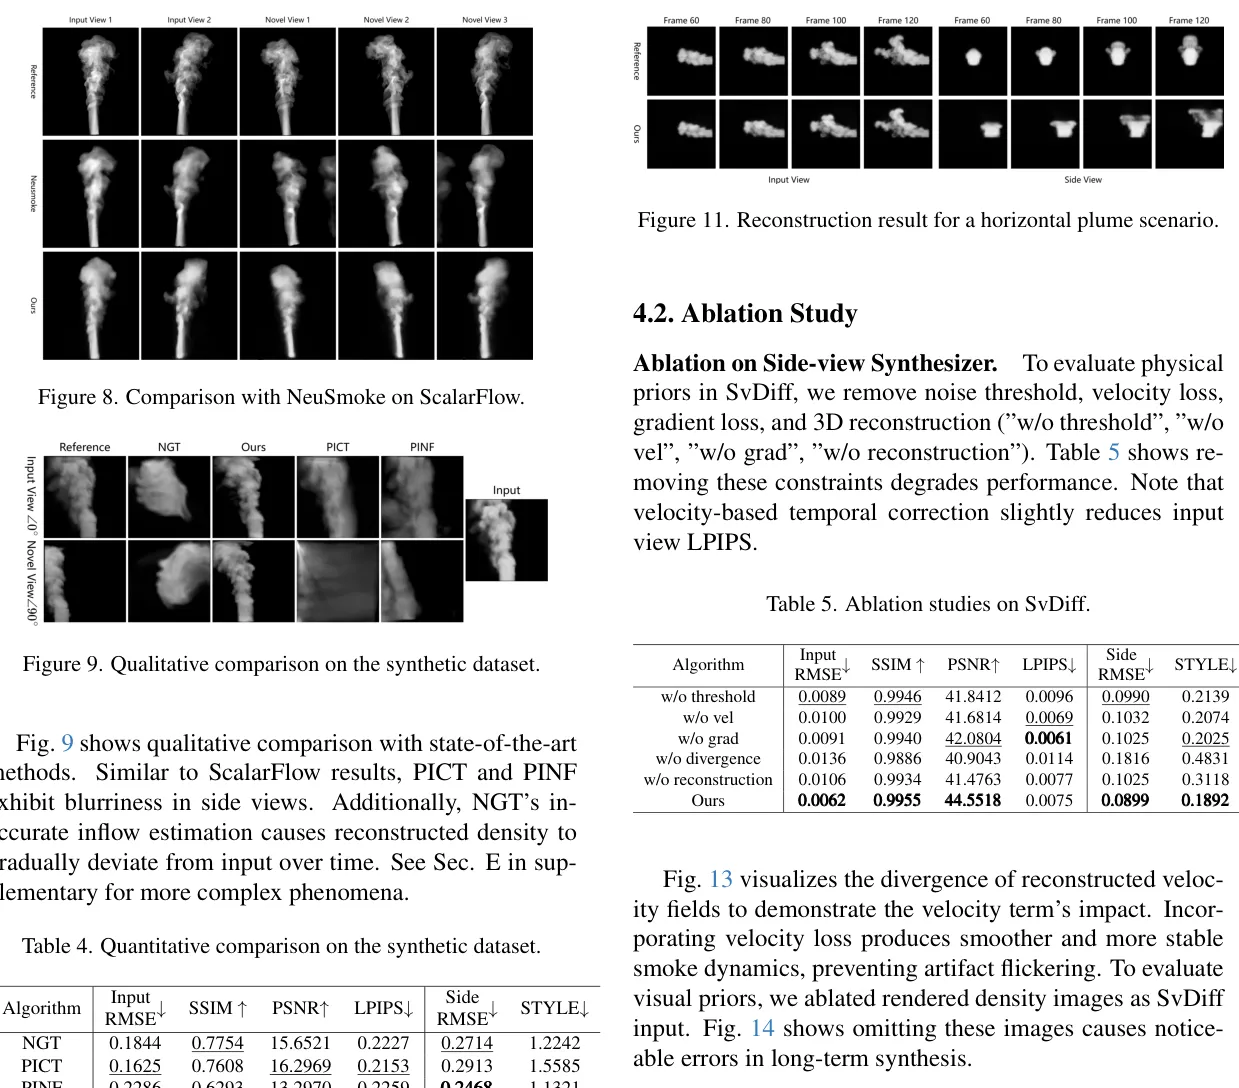 Input View 1 Input View 2 Novel View 1 Novel View 2 Novel View 3
Reference
Neusmoke
Ours
Figure 8. Comparison with NeuSmoke on ScalarFlow.
Reference NGT Ours PICT PINF
Input View ∠0°
Novel View∠90°
Input
Figure 9. Qualitative comparison on the synthetic dataset.
Fig. 9 shows qualitative comparison with state-of-the-art
methods. Similar to ScalarFlow results, PICT and PINF
exhibit blurriness in side views. Additionally, NGT's in-
accurate inflow estimation causes reconstructed density to
gradually deviate from input over time. See Sec. E in sup-
plementary for more complex phenomena.
Table 4. Quantitative comparison on the synthetic dataset.
Algorithm Input RMSE↓ SSIM ↑ PSNR↑ LPIPS↓ Side RMSE↓ STYLE↓
NGT 0.1844 0.7754 15.6521 0.2227 0.2714 1.2242
PICT 0.1625 0.7608 16.2969 0.2153 0.2913 1.5585
PINF 0.2286 0.6293 13.2970 0.2259 0.2468 1.1321
Frame 60 Frame 80 Frame 100 Frame 120 Frame 60 Frame 80 Frame 100 Frame 120
Reference
Ours
Input View Side View
Figure 11. Reconstruction result for a horizontal plume scenario.
4.2. Ablation Study
Ablation on Side-view Synthesizer. To evaluate physical
priors in SvDiff, we remove noise threshold, velocity loss,
gradient loss, and 3D reconstruction (”w/o threshold”, ”w/o
vel”, ”w/o grad”, ”w/o reconstruction”). Table 5 shows re-
moving these constraints degrades performance. Note that
velocity-based temporal correction slightly reduces input
view LPIPS.
Table 5. Ablation studies on SvDiff.
Algorithm Input RMSE↓ SSIM ↑ PSNR↑ LPIPS↓ Side RMSE↓ STYLE↓
w/o threshold 0.0089 0.9946 41.8412 0.0096 0.0990 0.2139
w/o vel 0.0100 0.9929 41.6814 0.0069 0.1032 0.2074
w/o grad 0.0091 0.9940 42.0804 0.0061 0.1025 0.2025
w/o divergence 0.0136 0.9886 40.9043 0.0114 0.1816 0.4831
w/o reconstruction 0.0106 0.9934 41.4763 0.0077 0.1025 0.3118
Ours 0.0062 0.9955 44.5518 0.0075 0.0899 0.1892
Fig. 13 visualizes the divergence of reconstructed veloc-
ity fields to demonstrate the velocity term's impact. Incor-
porating velocity loss produces smoother and more stable
smoke dynamics, preventing artifact flickering. To evaluate
visual priors, we ablated rendered density images as SvDiff
input. Fig. 14 shows omitting these images causes notice-
able errors in long-term synthesis.